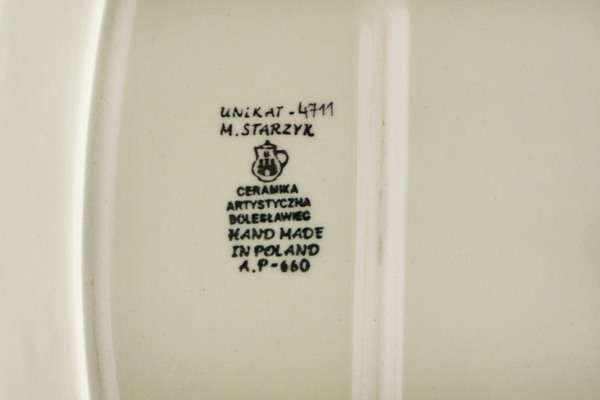 UNIKAT - 4711
M. STARZYK
CERAMIKA
ARTYSTYCZNA
BOLESŁAWIEC
HAND MADE
IN POLAND
A.P-660